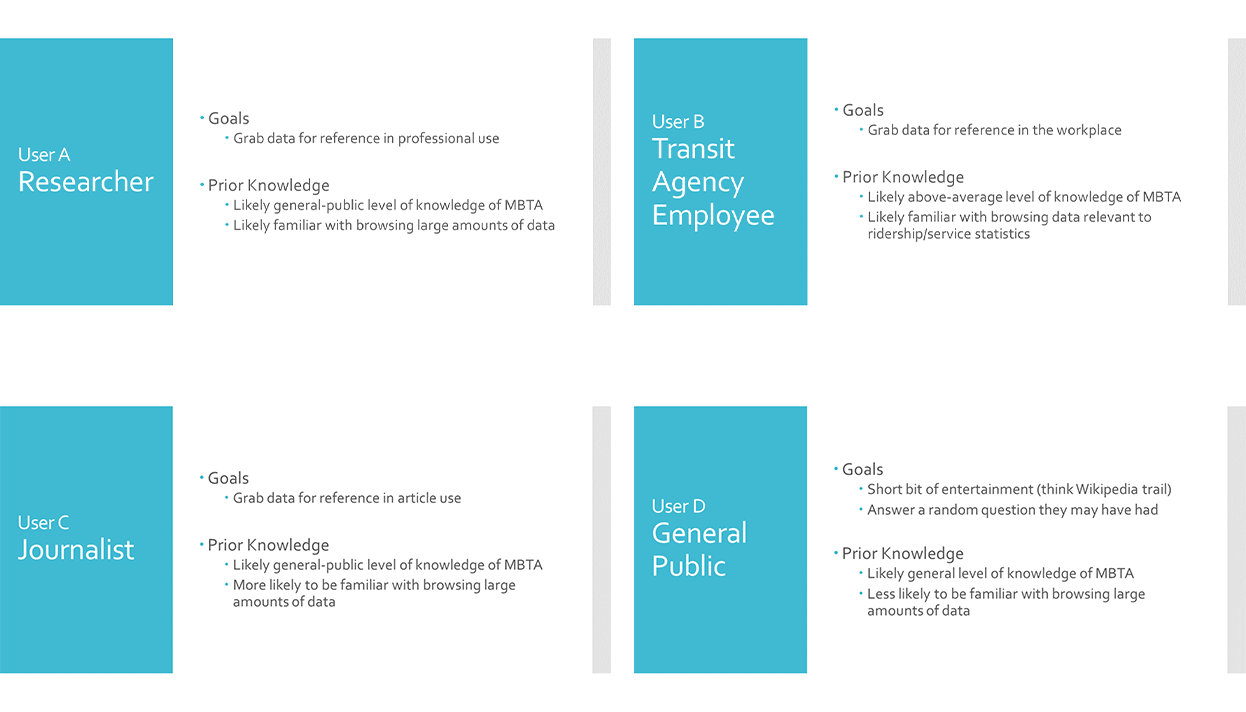 User A
Researcher
• Goals
• Grab data for reference in professional use
• Prior Knowledge
• Likely general-public level of knowledge of MBTA
• Likely familiar with browsing large amounts of data
User B
Transit
Agency
Employee
• Goals
• Grab data for reference in the workplace
• Prior Knowledge
• Likely above-average level of knowledge of MBTA
• Likely familiar with browsing data relevant to
ridership/service statistics
User C
Journalist
• Goals
• Grab data for reference in article use
• Prior Knowledge
• Likely general-public level of knowledge of MBTA
• More likely to be familiar with browsing large
amounts of data
User D
General
Public
• Goals
• Short bit of entertainment (think Wikipedia trail)
• Answer a random question they may have had
• Prior Knowledge
• Likely general level of knowledge of MBTA
• Less likely to be familiar with browsing large
amounts of data